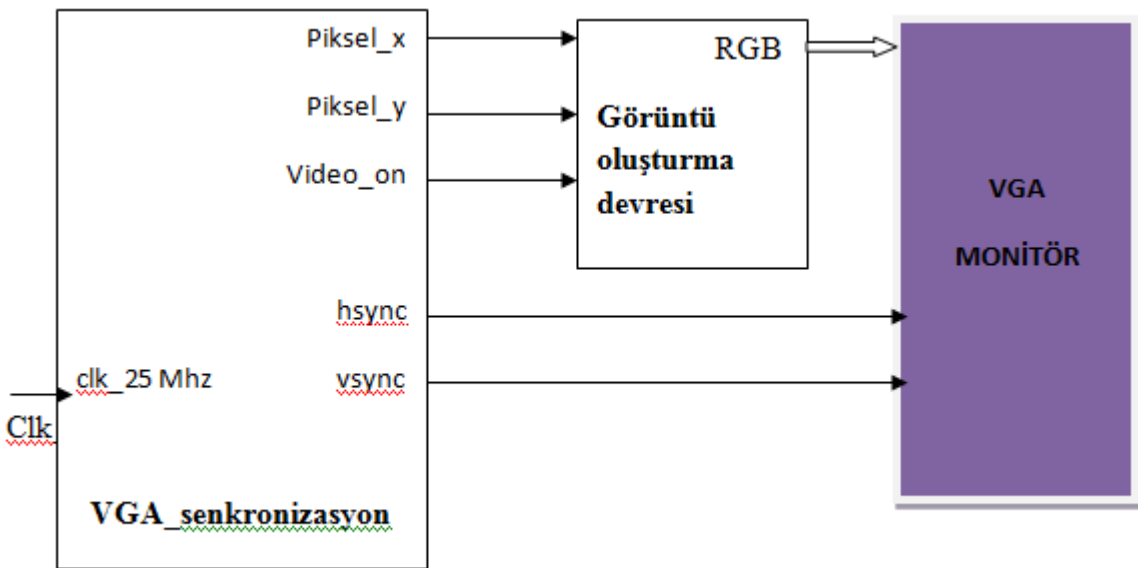 Piksel_x
Piksel_y
Video_on
hsync
vsync
clk_25 Mhz
Clk
VGA_senkronizasyon
RGB
Görüntü
oluşturma
devresi
VGA
MONİTÖR